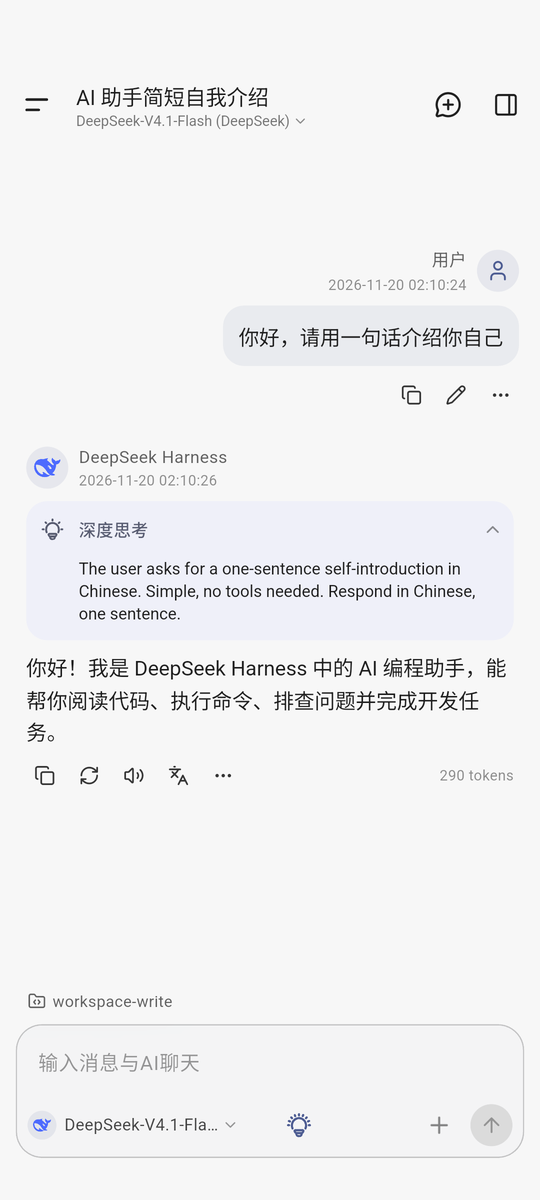 AI 助手简短自我介绍
DeepSeek-V4.1-Flash (DeepSeek)
用户
2026-11-20 02:10:24
你好，请用一句话介绍你自己
DeepSeek Harness
2026-11-20 02:10:26
深度思考
The user asks for a one-sentence self-introduction in
Chinese. Simple, no tools needed. Respond in Chinese,
one sentence.
你好！我是 DeepSeek Harness 中的 AI 编程助手，能
帮你阅读代码、执行命令、排查问题并完成开发任
务。
290 tokens
workspace-write
输入消息与AI聊天
DeepSeek-V4.1-Fla…